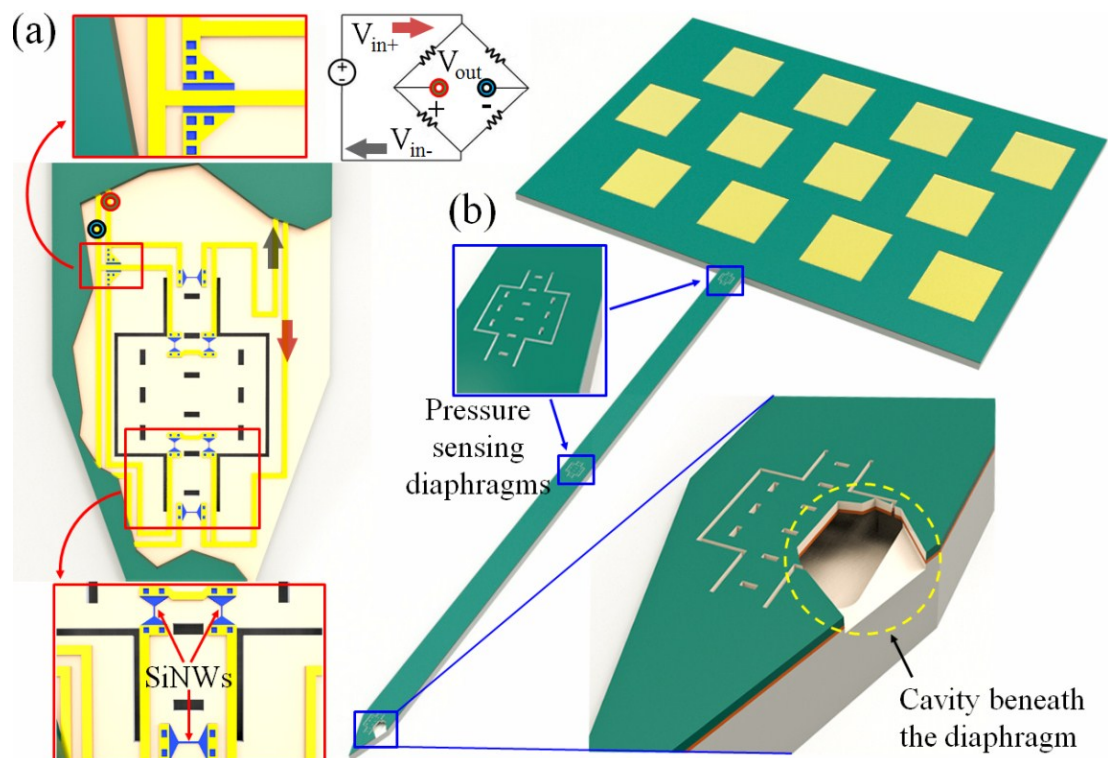 (a)
V_in+
V_out
+
-
+
-
V_in-
(b)
Pressure
sensing
diaphragms
SiNWs
Cavity beneath
the diaphragm